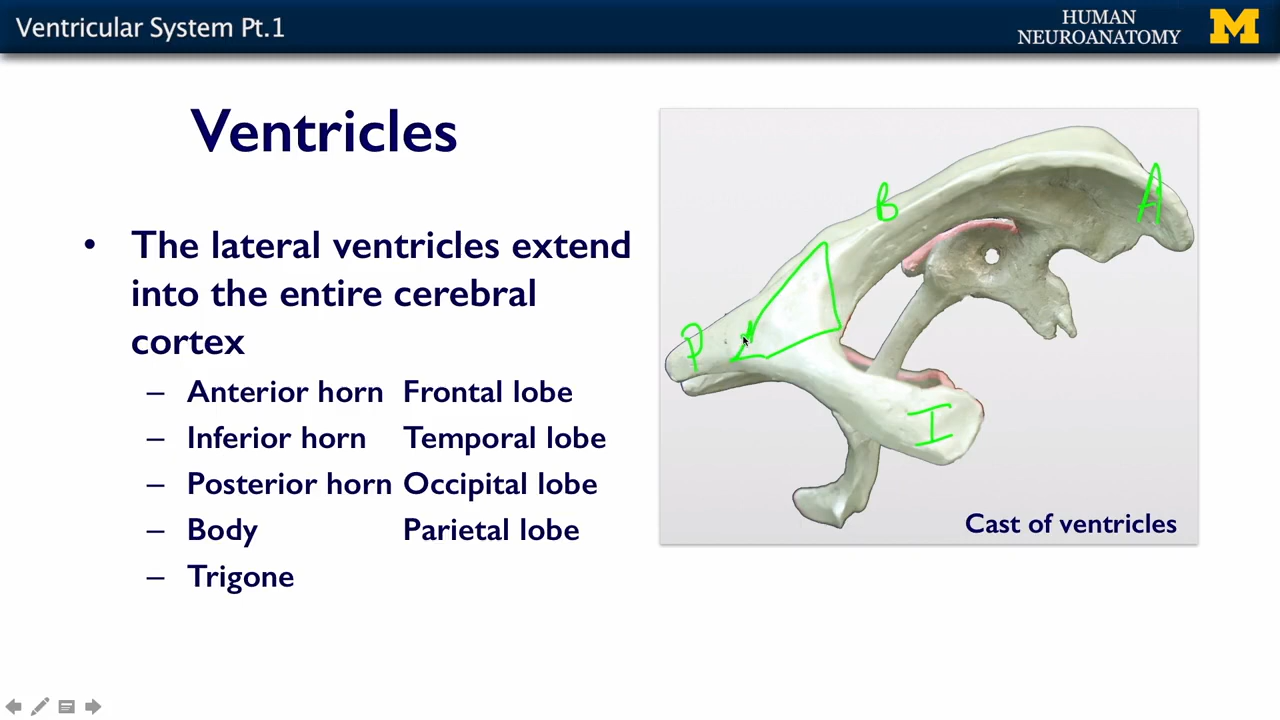 Ventricular System Pt.1
HUMAN
NEUROANATOMY
M
Ventricles
• The lateral ventricles extend
into the entire cerebral
cortex
– Anterior horn Frontal lobe
– Inferior horn Temporal lobe
– Posterior horn Occipital lobe
– Body Parietal lobe
– Trigone
A
B
P
I
Cast of ventricles